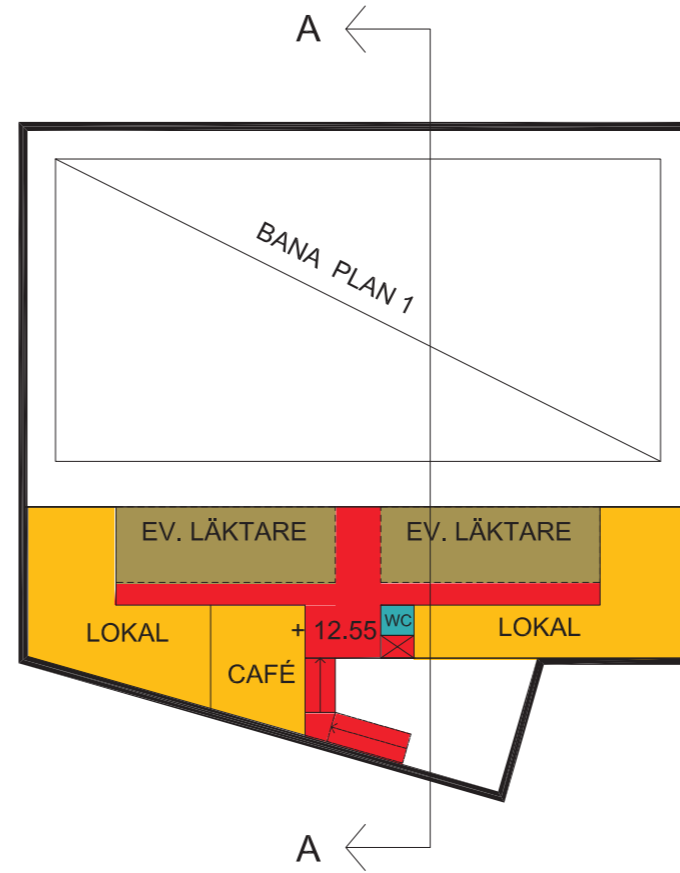 A
BANA PLAN 1
EV. LÄKTARE
EV. LÄKTARE
LOKAL
+ 12.55
WC
LOKAL
CAFÉ
A